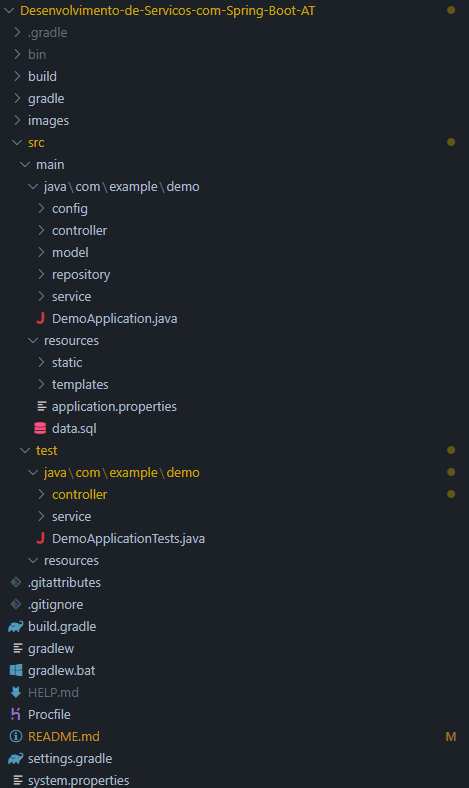 Desenvolvimento-de-Servicos-com-Spring-Boot-AT
.gradle
bin
build
gradle
images
src
main
java\com\example\demo
config
controller
model
repository
service
DemoApplication.java
resources
static
templates
application.properties
data.sql
test
java\com\example\demo
controller
service
DemoApplicationTests.java
resources
.gitattributes
.gitignore
build.gradle
gradlew
gradlew.bat
HELP.md
Procfile
README.md M
settings.gradle
system.properties